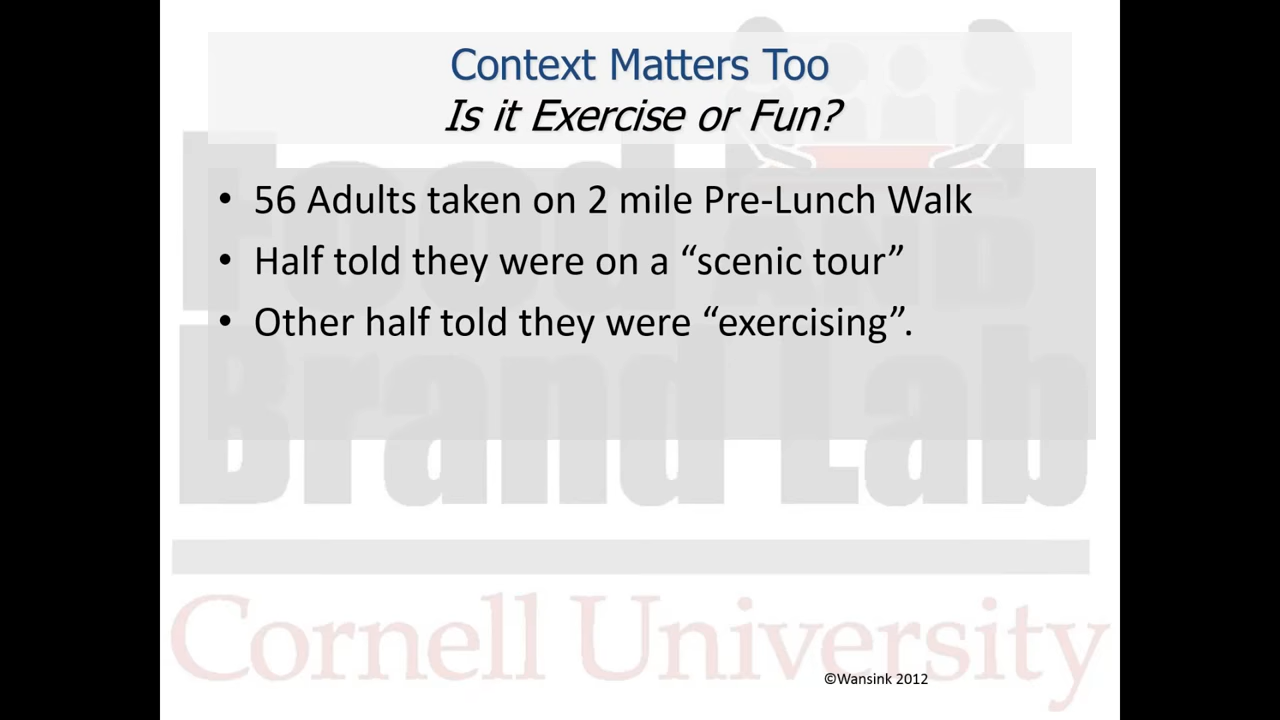 Context Matters Too
Is it Exercise or Fun?
• 56 Adults taken on 2 mile Pre-Lunch Walk
• Half told they were on a “scenic tour”
• Other half told they were “exercising”.
Food AND
Brand Lab
Cornell University
©Wansink 2012